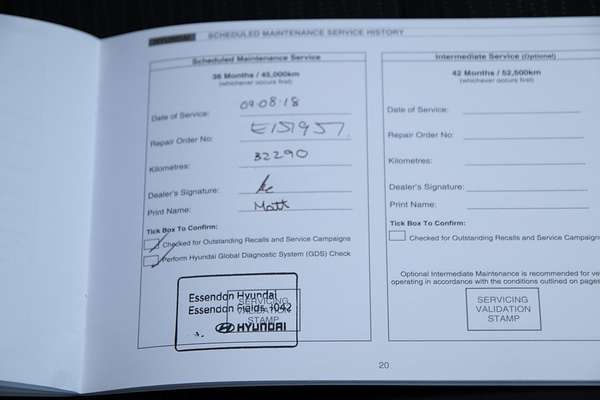 HYUNDAI SCHEDULED MAINTENANCE SERVICE HISTORY
Scheduled Maintenance Service
36 Months / 45,000km
(whichever occurs first)
Date of Service: 09.08.18
Repair Order No: E151957.
Kilometres: 32290
Dealer's Signature:
Print Name: Matt
Tick Box To Confirm:
Checked for Outstanding Recalls and Service Campaigns
Perform Hyundai Global Diagnostic System (GDS) Check
Essendon Hyundai
Essendon Fields
SERVICING
VALIDATION
STAMP
HYUNDAI
Intermediate Service (Optional)
42 Months / 52,500km
(whichever occurs first)
Date of Service:
Repair Order No:
Kilometres:
Dealer's Signature:
Print Name:
Tick Box To Confirm:
Checked for Outstanding Recalls and Service Campaigns
Optional Intermediate Maintenance is recommended for
operating in accordance with the conditions outlined on pages
SERVICING
VALIDATION
STAMP
20